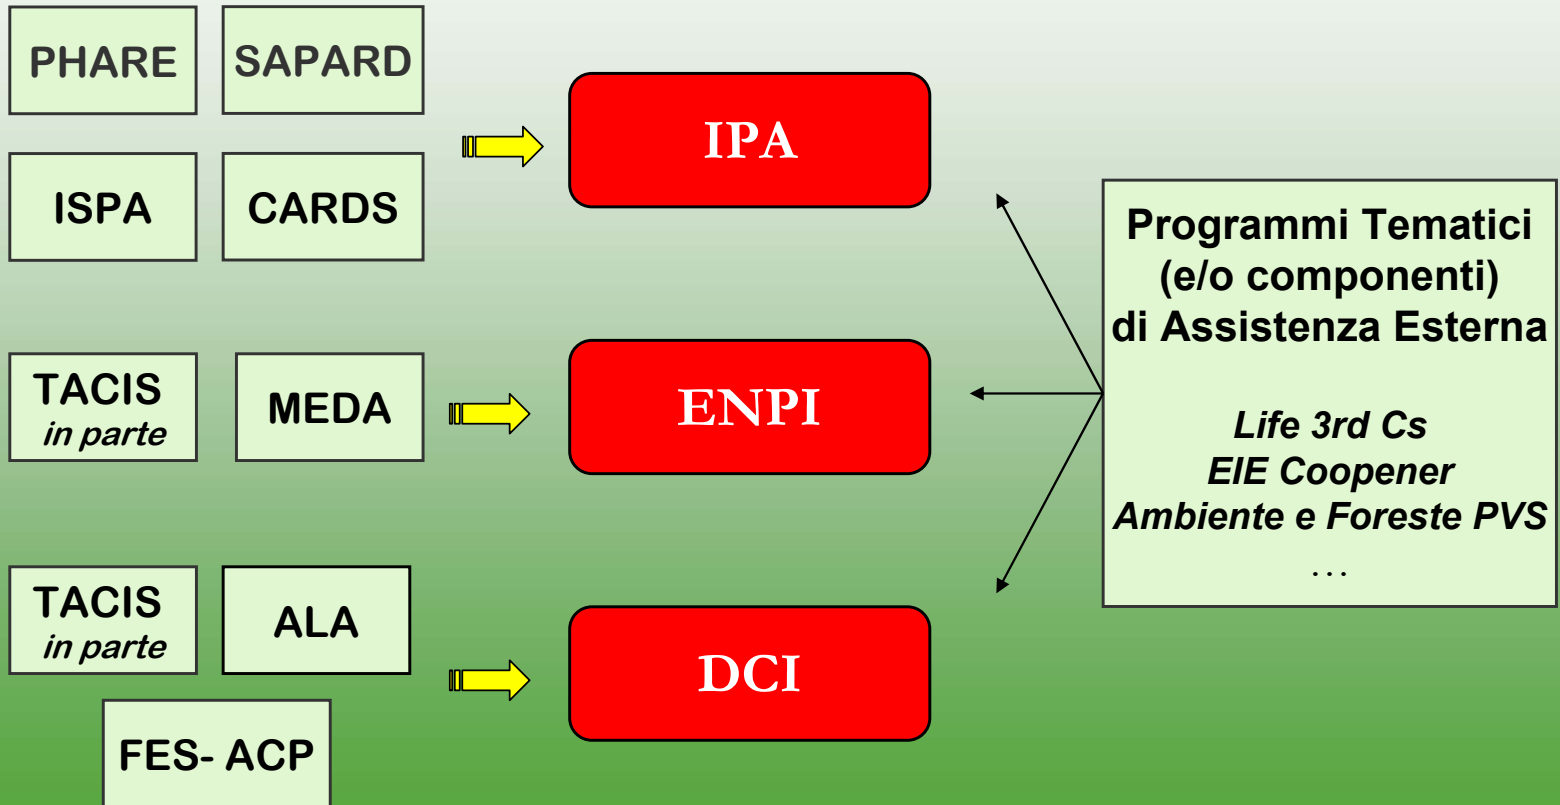 PHARE
SAPARD
ISPA
CARDS
IPA
TACIS
in parte
MEDA
ENPI
TACIS
in parte
ALA
FES- ACP
DCI
Programmi Tematici
(e/o componenti)
di Assistenza Esterna
Life 3rd Cs
EIE Coopener
Ambiente e Foreste PVS
...